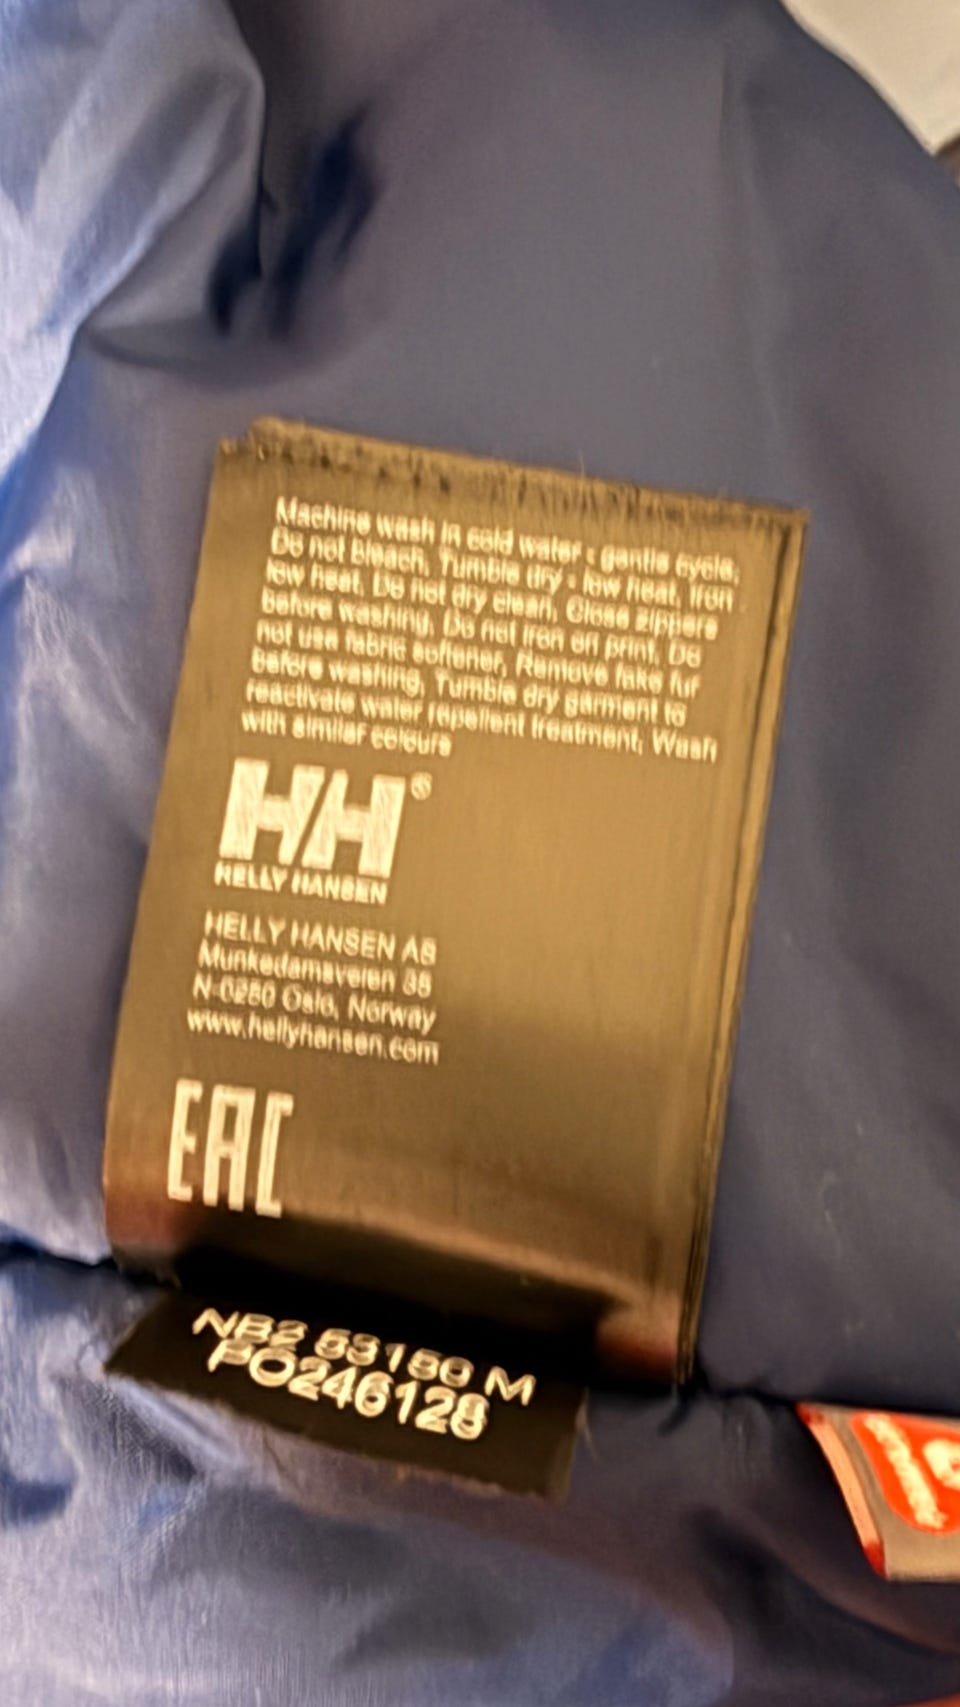 Machine wash in cold water - gentle cycle,
Do not bleach, Tumble dry - low heat, Iron
low heat, Do not dry clean, Close zippers
before washing, Do not iron on print, Do
not use fabric softener, Remove fake fur
before washing, Tumble dry garment to
reactivate water repellent treatment, Wash
with similar colours
HH®
HELLY HANSEN
HELLY HANSEN AS
Munkedamsveien 35
N-0250 Oslo, Norway
www.hellyhansen.com
EAC
53150 M
PO246128